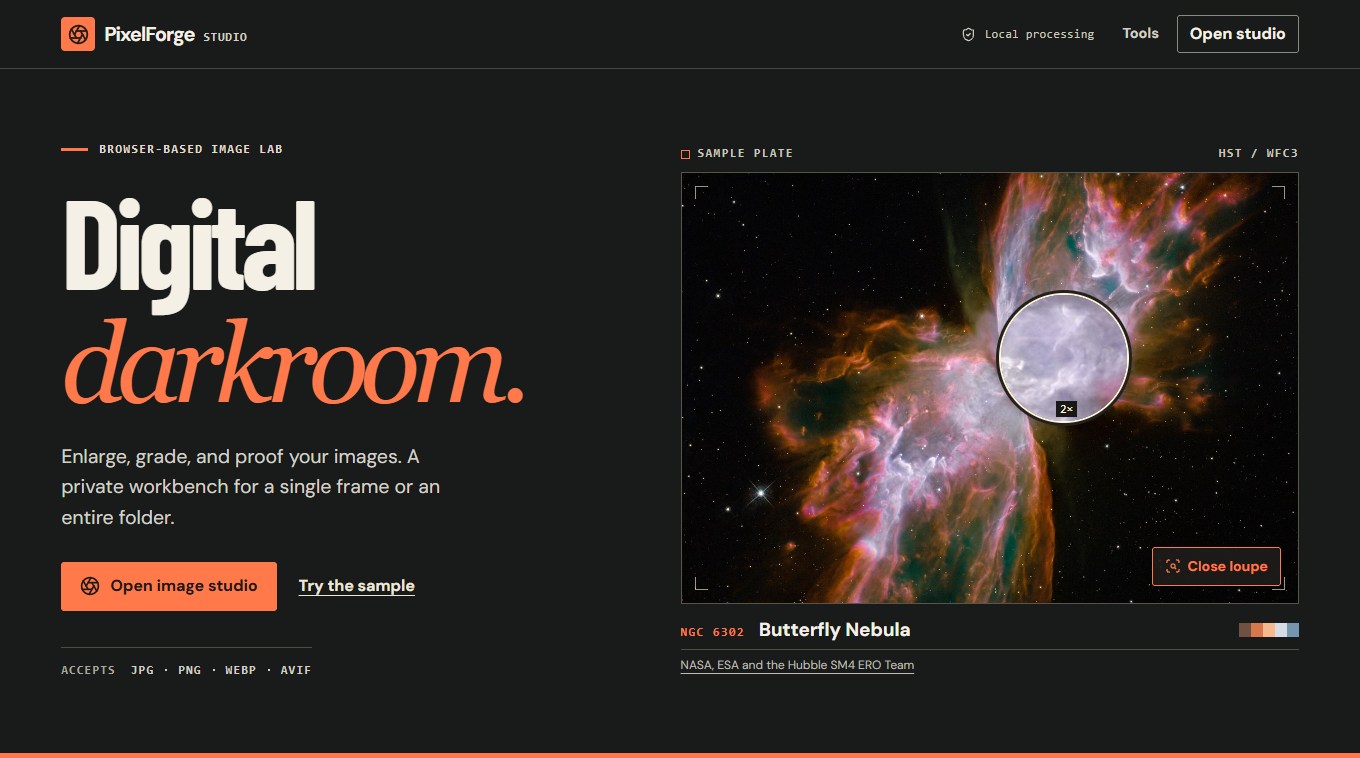 PixelForge STUDIO
Local processing
Tools
Open studio
BROWSER-BASED IMAGE LAB
Digital
darkroom.
Enlarge, grade, and proof your images. A
private workbench for a single frame or an
entire folder.
Open image studio
Try the sample
ACCEPTS JPG · PNG · WEBP · AVIF
SAMPLE PLATE
HST / WFC3
2×
Close loupe
NGC 6302 Butterfly Nebula
NASA, ESA and the Hubble SM4 ERO Team